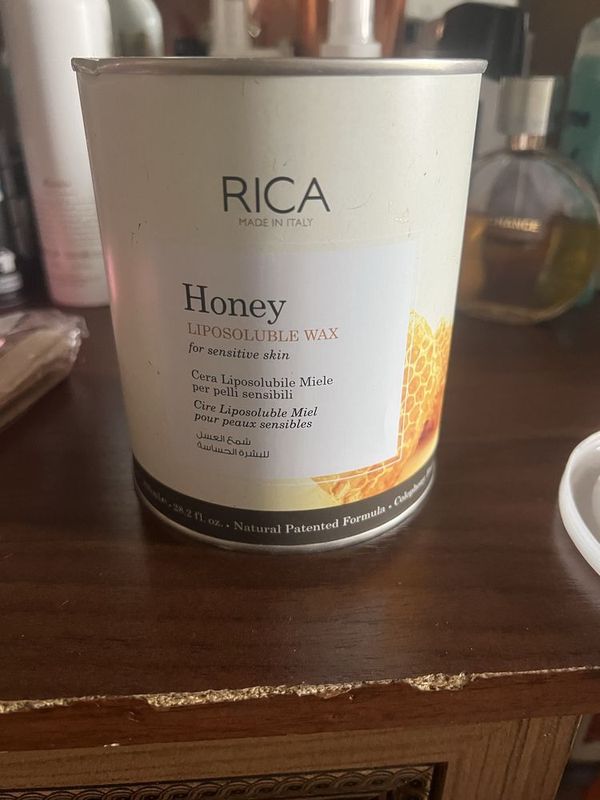 RICA
MADE IN ITALY
Honey
LIPOSOLUBLE WAX
for sensitive skin
Cera Liposolubile Miele
per pelli sensibili
Cire Liposoluble Miel
pour peaux sensibles
شمع العسل
للبشرة الحساسة
28.2 fl. oz. • Natural Patented Formula •